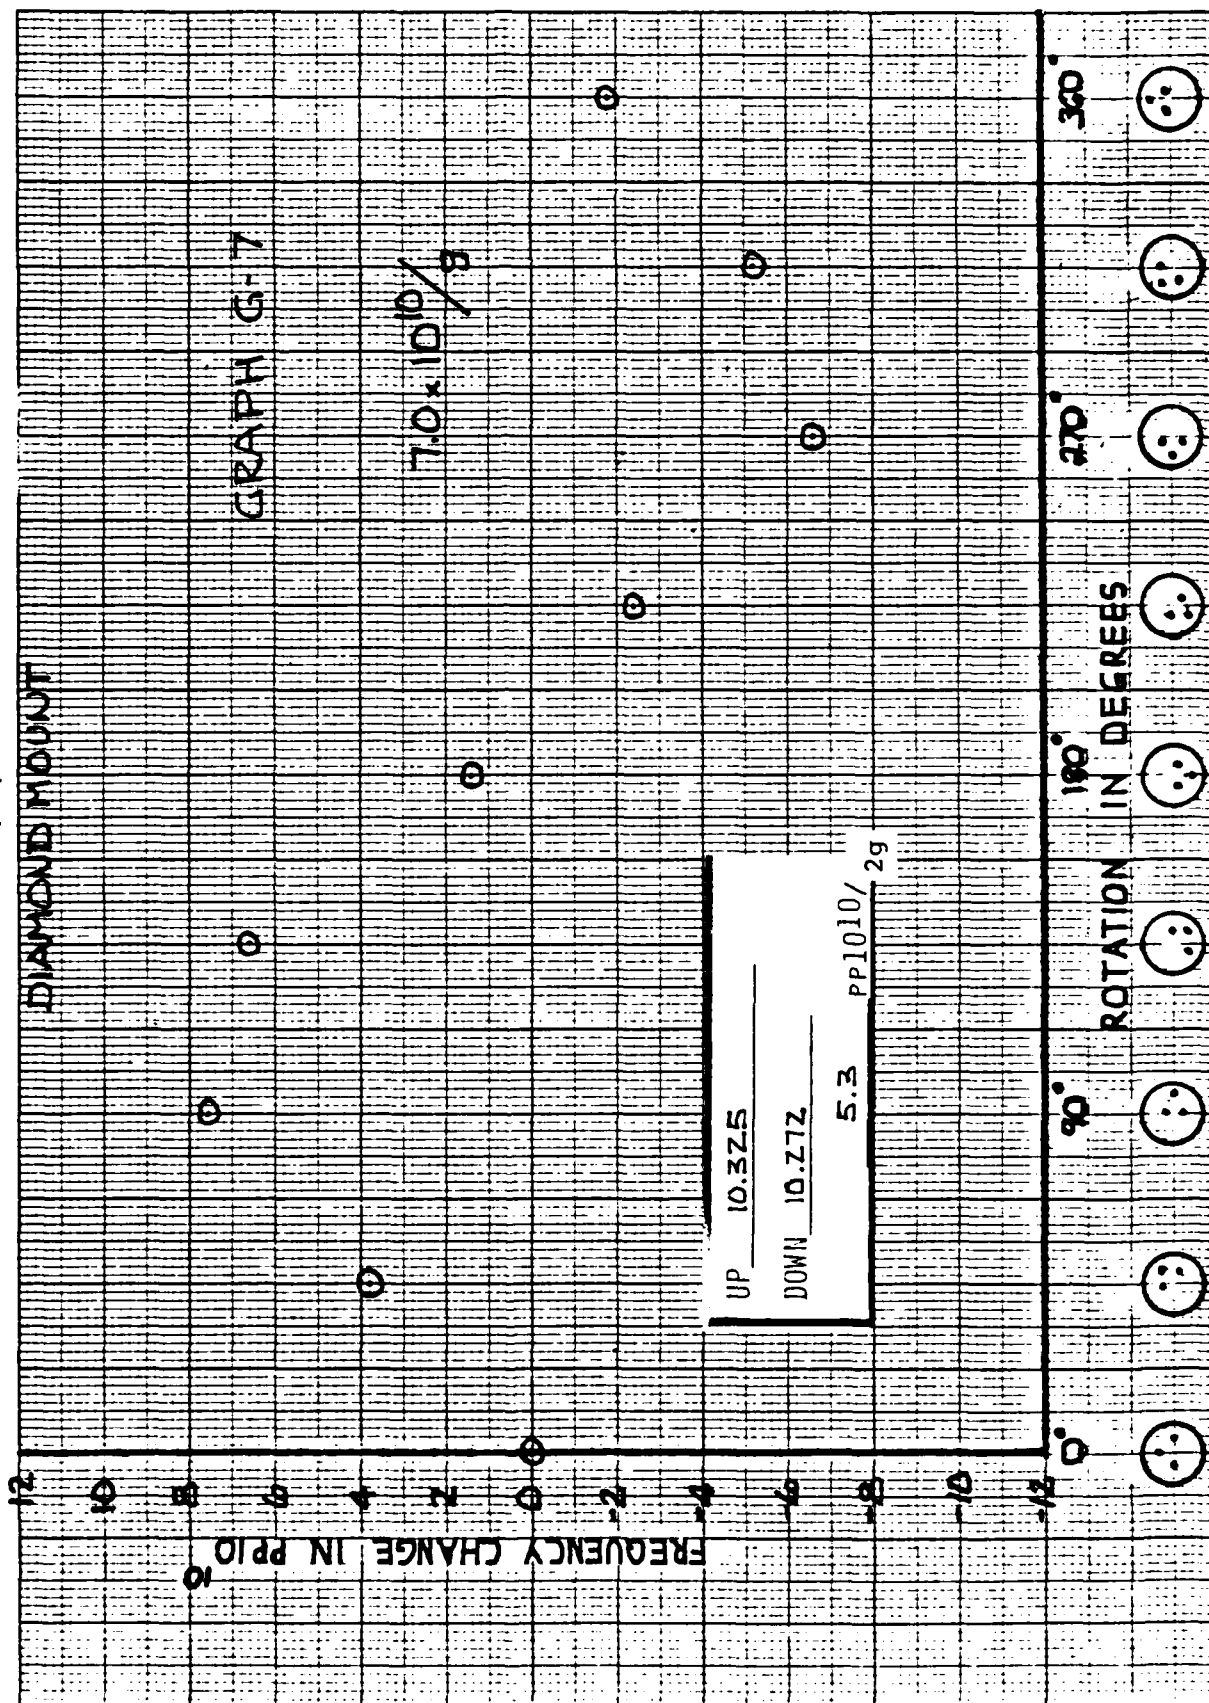 DIAMOND MOUNT
GRAPH G-7
7.0 x 10^10/g
FREQUENCY CHANGE IN PP10^10
12
10
8
6
4
2
0
-2
-4
-6
-8
-10
-12
UP 10.325
DOWN 10.272
5.3 PP10^10/2g
0° 90° 180° 270° 360°
ROTATION IN DEGREES